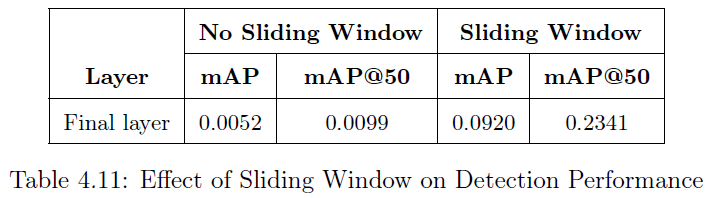 No Sliding Window Sliding Window
Layer mAP mAP@50 mAP mAP@50
Final layer 0.0052 0.0099 0.0920 0.2341
Table 4.11: Effect of Sliding Window on Detection Performance